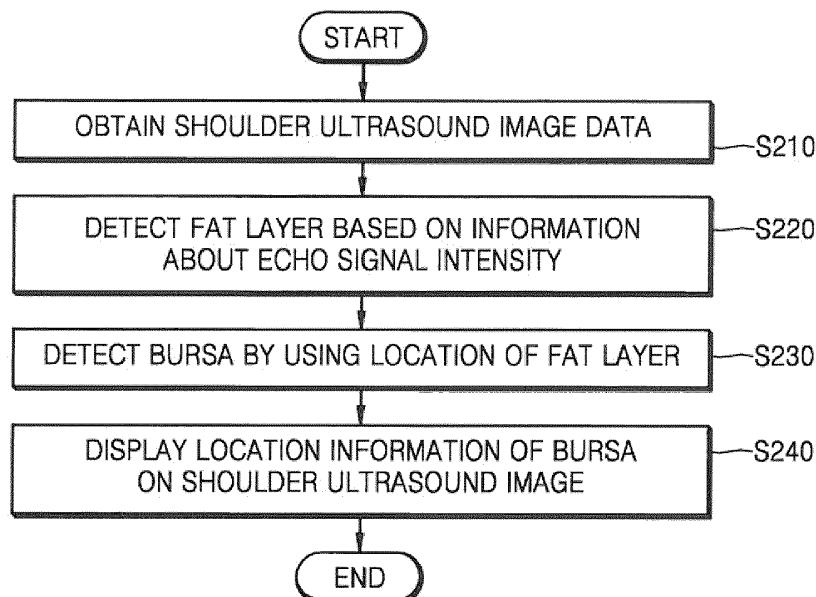 START
OBTAIN SHOULDER ULTRASOUND IMAGE DATA
S210
DETECT FAT LAYER BASED ON INFORMATION
ABOUT ECHO SIGNAL INTENSITY
S220
DETECT BURSA BY USING LOCATION OF FAT LAYER
S230
DISPLAY LOCATION INFORMATION OF BURSA
ON SHOULDER ULTRASOUND IMAGE
S240
END